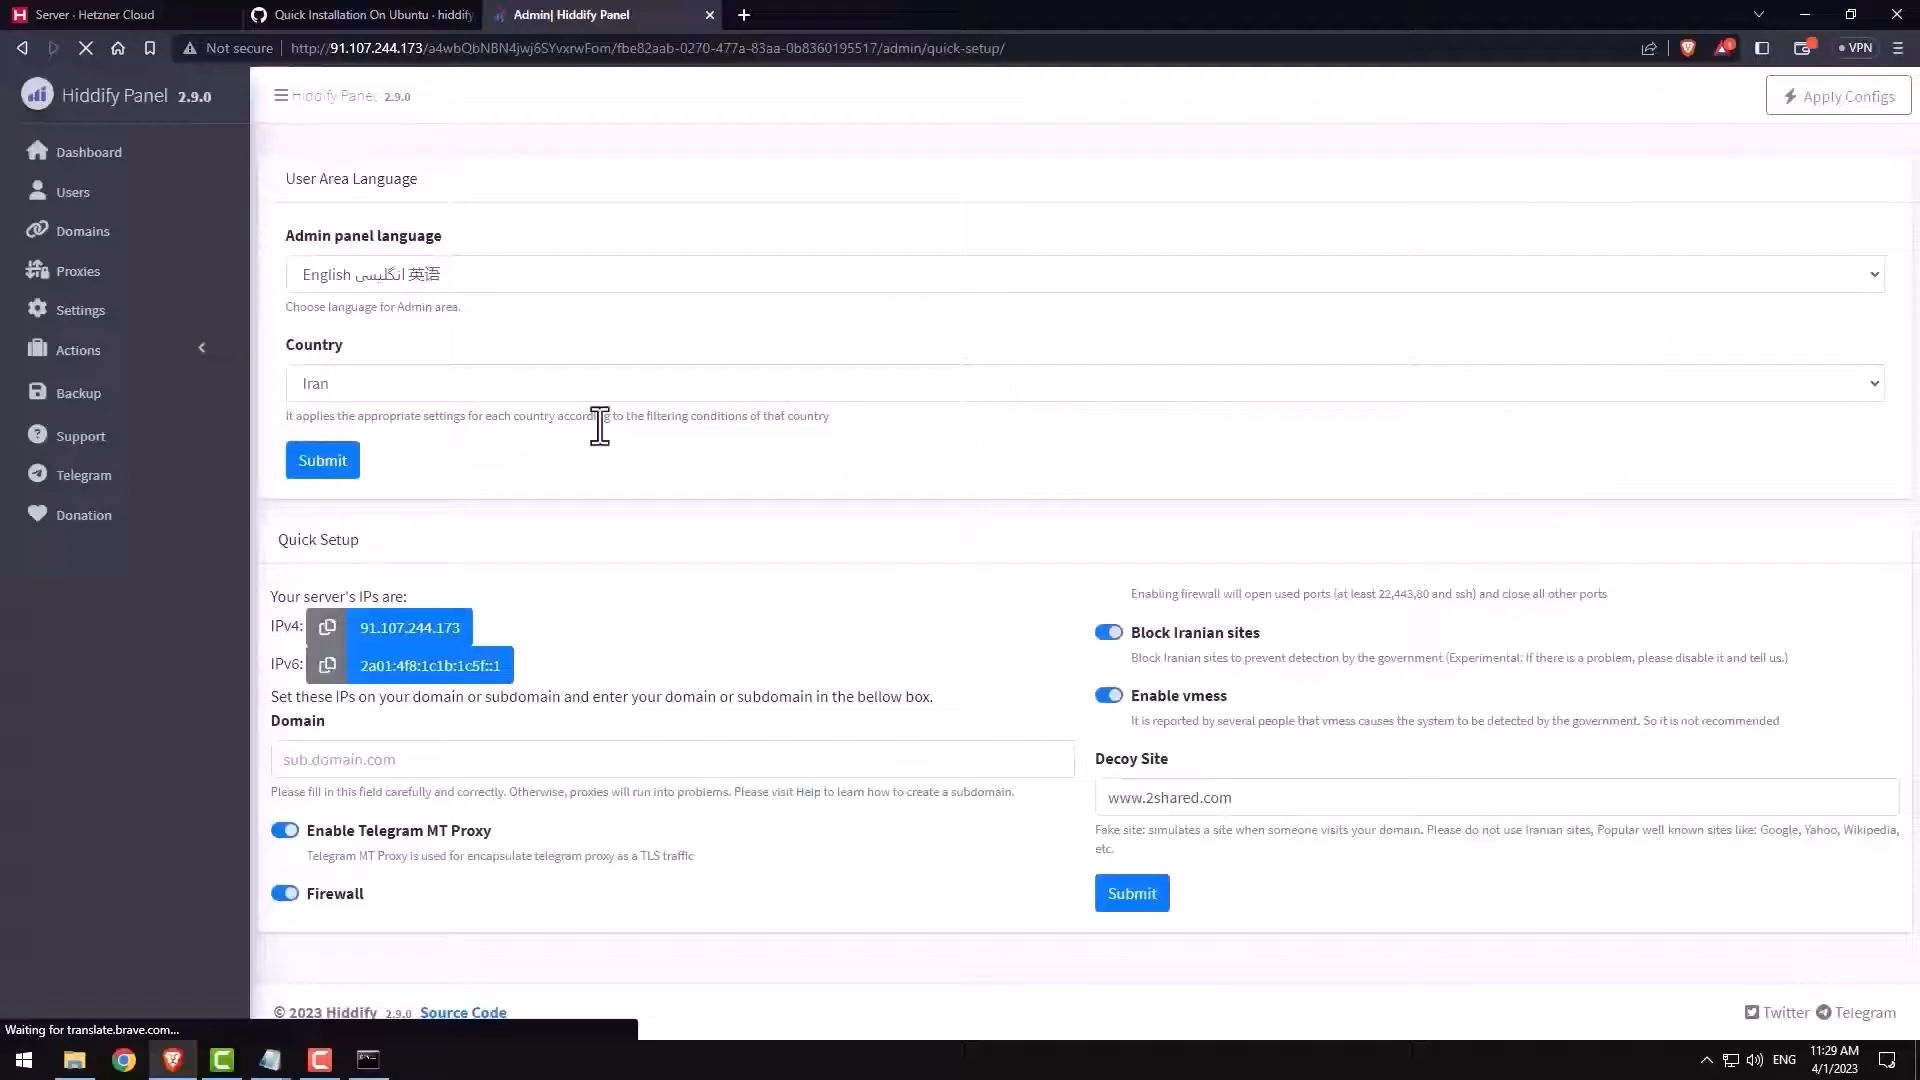 Server - Hetzner Cloud
Quick Installation On Ubuntu - hiddify
Admin| Hiddify Panel
Not secure
http://91.107.244.173/a4wbQbNBN4jwj6SYvxrwFom/fbe82aab-0270-477a-83aa-0b8360195517/admin/quick-setup/
VPN
Hiddify Panel 2.9.0
Hiddify Panel 2.9.0
Apply Configs
Dashboard
Users
Domains
Proxies
Settings
Actions
Backup
Support
Telegram
Donation
User Area Language
Admin panel language
English انگلیسی 英语
Choose language for Admin area.
Country
Iran
It applies the appropriate settings for each country according to the filtering conditions of that country
Submit
Quick Setup
Your server's IPs are:
IPv4: 91.107.244.173
IPv6: 2a01:4f8:1c1b:1c5f::1
Set these IPs on your domain or subdomain and enter your domain or subdomain in the bellow box.
Domain
sub.domain.com
Please fill in this field carefully and correctly. Otherwise, proxies will run into problems. Please visit Help to learn how to create a subdomain.
Enable Telegram MT Proxy
Telegram MT Proxy is used for encapsulate telegram proxy as a TLS traffic
Firewall
Enabling firewall will open used ports (at least 22,443,80 and ssh) and close all other ports
Block Iranian sites
Block Iranian sites to prevent detection by the government (Experimental: If there is a problem, please disable it and tell us.)
Enable vmess
It is reported by several people that vmess causes the system to be detected by the government. So it is not recommended
Decoy Site
www.2shared.com
Fake site: simulates a site when someone visits your domain. Please do not use Iranian sites, Popular well known sites like: Google, Yahoo, Wikipedia,
etc.
Submit
© 2023 Hiddify 2.9.0 Source Code
Twitter Telegram
Waiting for translate.brave.com...
ENG
11:29 AM
4/1/2023